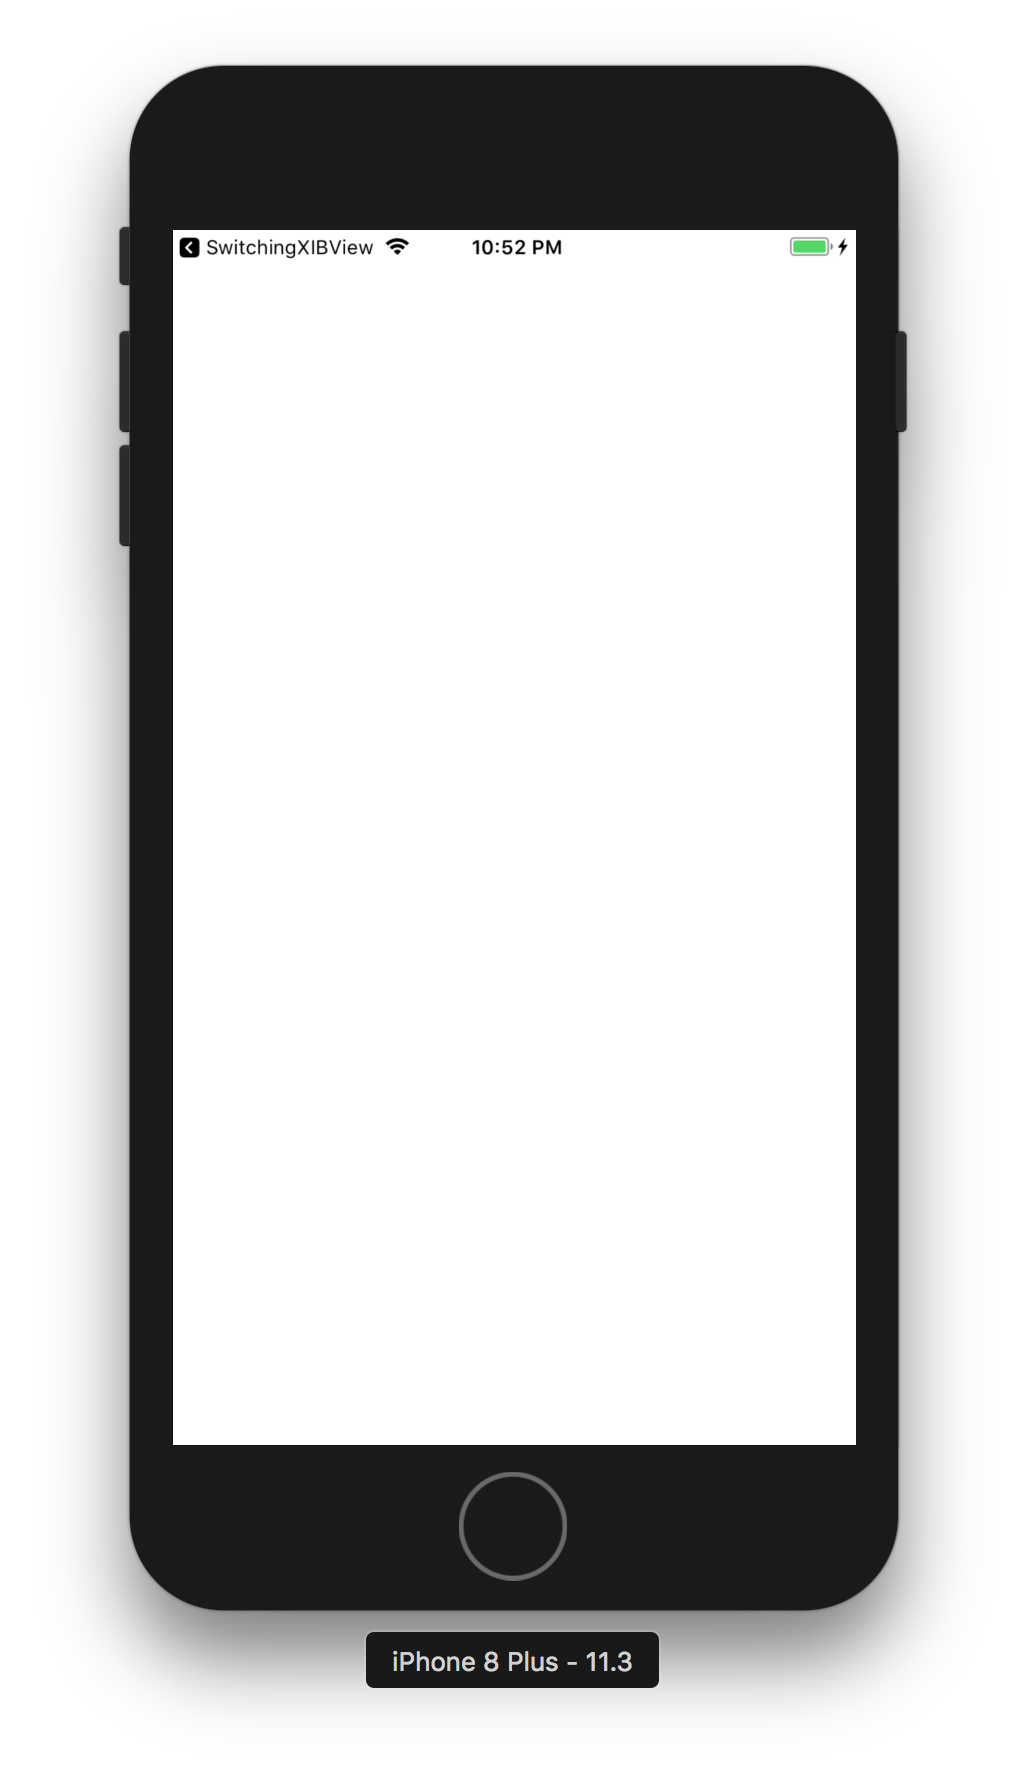 SwitchingXIBView 10:52 PM
iPhone 8 Plus - 11.3